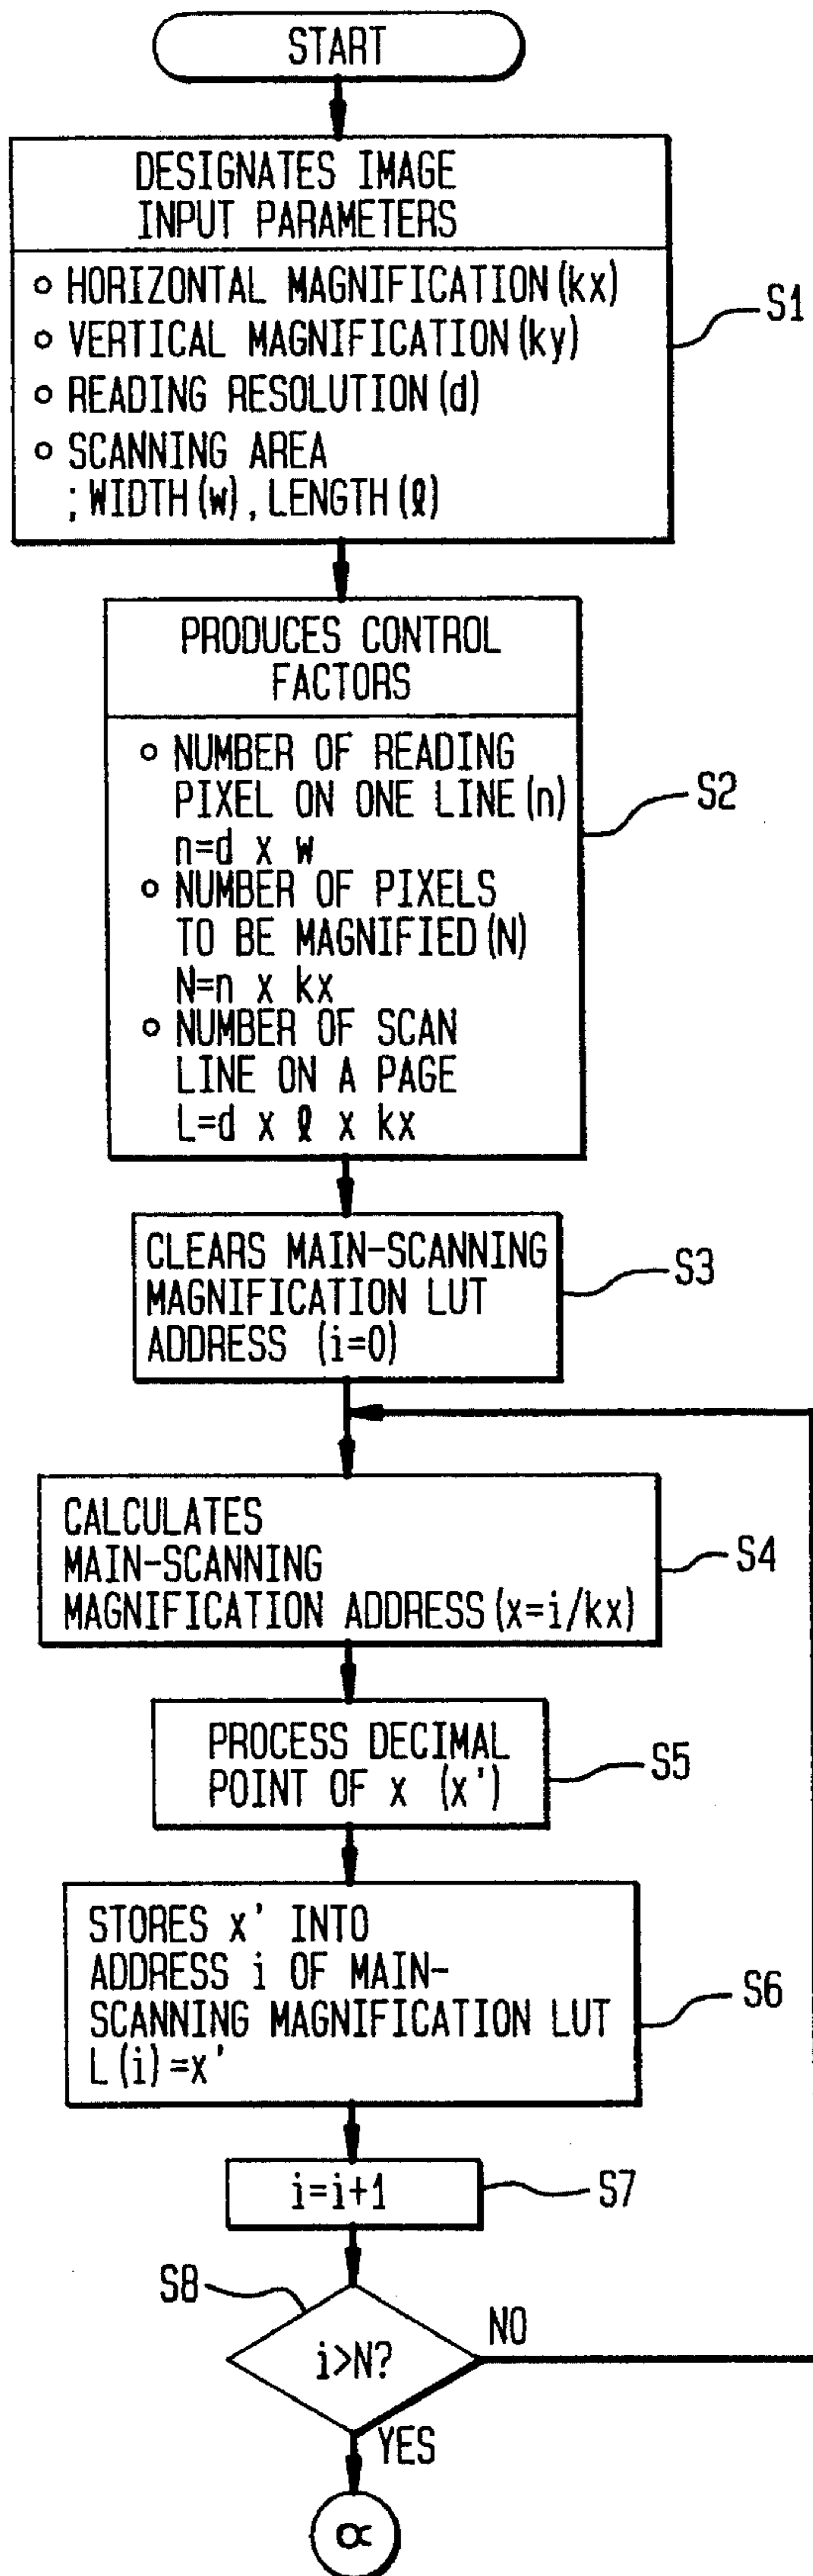 START
DESIGNATES IMAGE
INPUT PARAMETERS
○ HORIZONTAL MAGNIFICATION(kx)
○ VERTICAL MAGNIFICATION(ky)
○ READING RESOLUTION(d)
○ SCANNING AREA
;WIDTH(w),LENGTH(ℓ)
S1
PRODUCES CONTROL
FACTORS
○ NUMBER OF READING
PIXEL ON ONE LINE(n)
n=d x w
○ NUMBER OF PIXELS
TO BE MAGNIFIED(N)
N=n x kx
○ NUMBER OF SCAN
LINE ON A PAGE
L=d x ℓ x kx
S2
CLEARS MAIN-SCANNING
MAGNIFICATION LUT
ADDRESS (i=0)
S3
CALCULATES
MAIN-SCANNING
MAGNIFICATION ADDRESS(x=i/kx)
S4
PROCESS DECIMAL
POINT OF x (x')
S5
STORES x' INTO
ADDRESS i OF MAIN-
SCANNING MAGNIFICATION LUT
L(i)=x'
S6
i=i+1
S7
S8
i>N?
NO
YES
∝